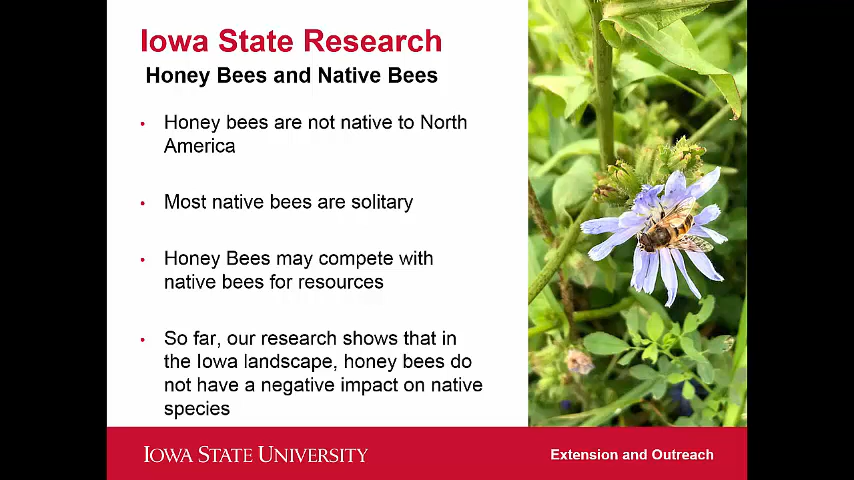 Iowa State Research
Honey Bees and Native Bees
• Honey bees are not native to North
America
• Most native bees are solitary
• Honey Bees may compete with
native bees for resources
• So far, our research shows that in
the Iowa landscape, honey bees do
not have a negative impact on native
species
IOWA STATE UNIVERSITY
Extension and Outreach